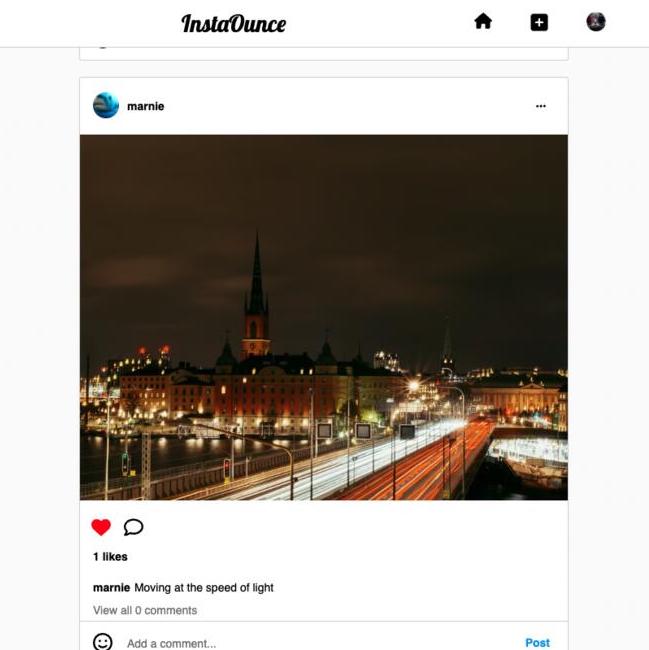 InstaOunce
marnie
1 likes
marnie Moving at the speed of light
View all 0 comments
Add a comment...
Post